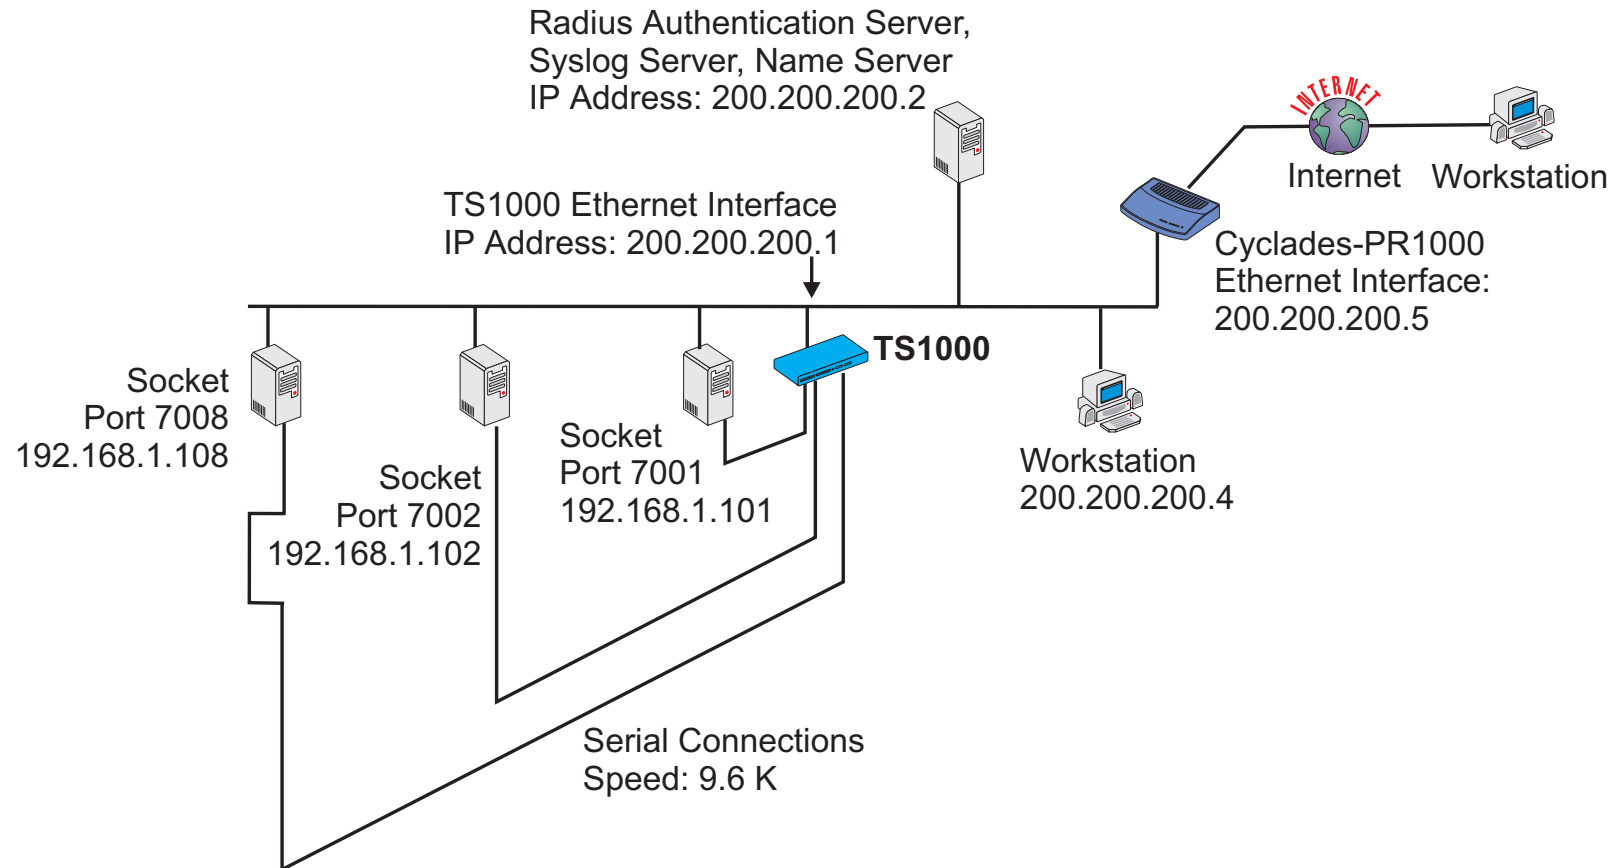 Radius Authentication Server,
Syslog Server, Name Server
IP Address: 200.200.200.2
INTERNET
Internet
Workstation
TS1000 Ethernet Interface
IP Address: 200.200.200.1
Cyclades-PR1000
Ethernet Interface:
200.200.200.5
TS1000
Socket
Port 7008
192.168.1.108
Socket
Port 7002
192.168.1.102
Socket
Port 7001
192.168.1.101
Workstation
200.200.200.4
Serial Connections
Speed: 9.6 K